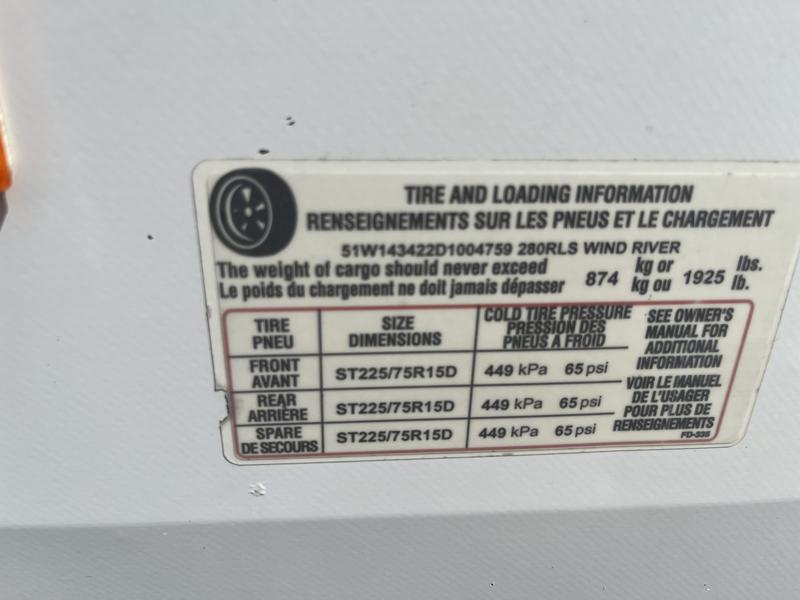 TIRE AND LOADING INFORMATION
RENSEIGNEMENTS SUR LES PNEUS ET LE CHARGEMENT
51W143422D1004759 280RLS WIND RIVER
The weight of cargo should never exceed 874 kg or 1925 lbs.
Le poids du chargement ne doit jamais dépasser kg ou lb.
TIRE SIZE COLD TIRE PRESSURE
PNEU DIMENSIONS PRESSION DES
PNEUS A FROID
FRONT ST225/75R15D 449 kPa 65 psi
AVANT
REAR ST225/75R15D 449 kPa 65 psi
ARRIÈRE
SPARE ST225/75R15D 449 kPa 65 psi
DE SECOURS
SEE OWNER'S
MANUAL FOR
ADDITIONAL
INFORMATION
VOIR LE MANUEL
DE L'USAGER
POUR PLUS DE
RENSEIGNEMENTS
FD-335